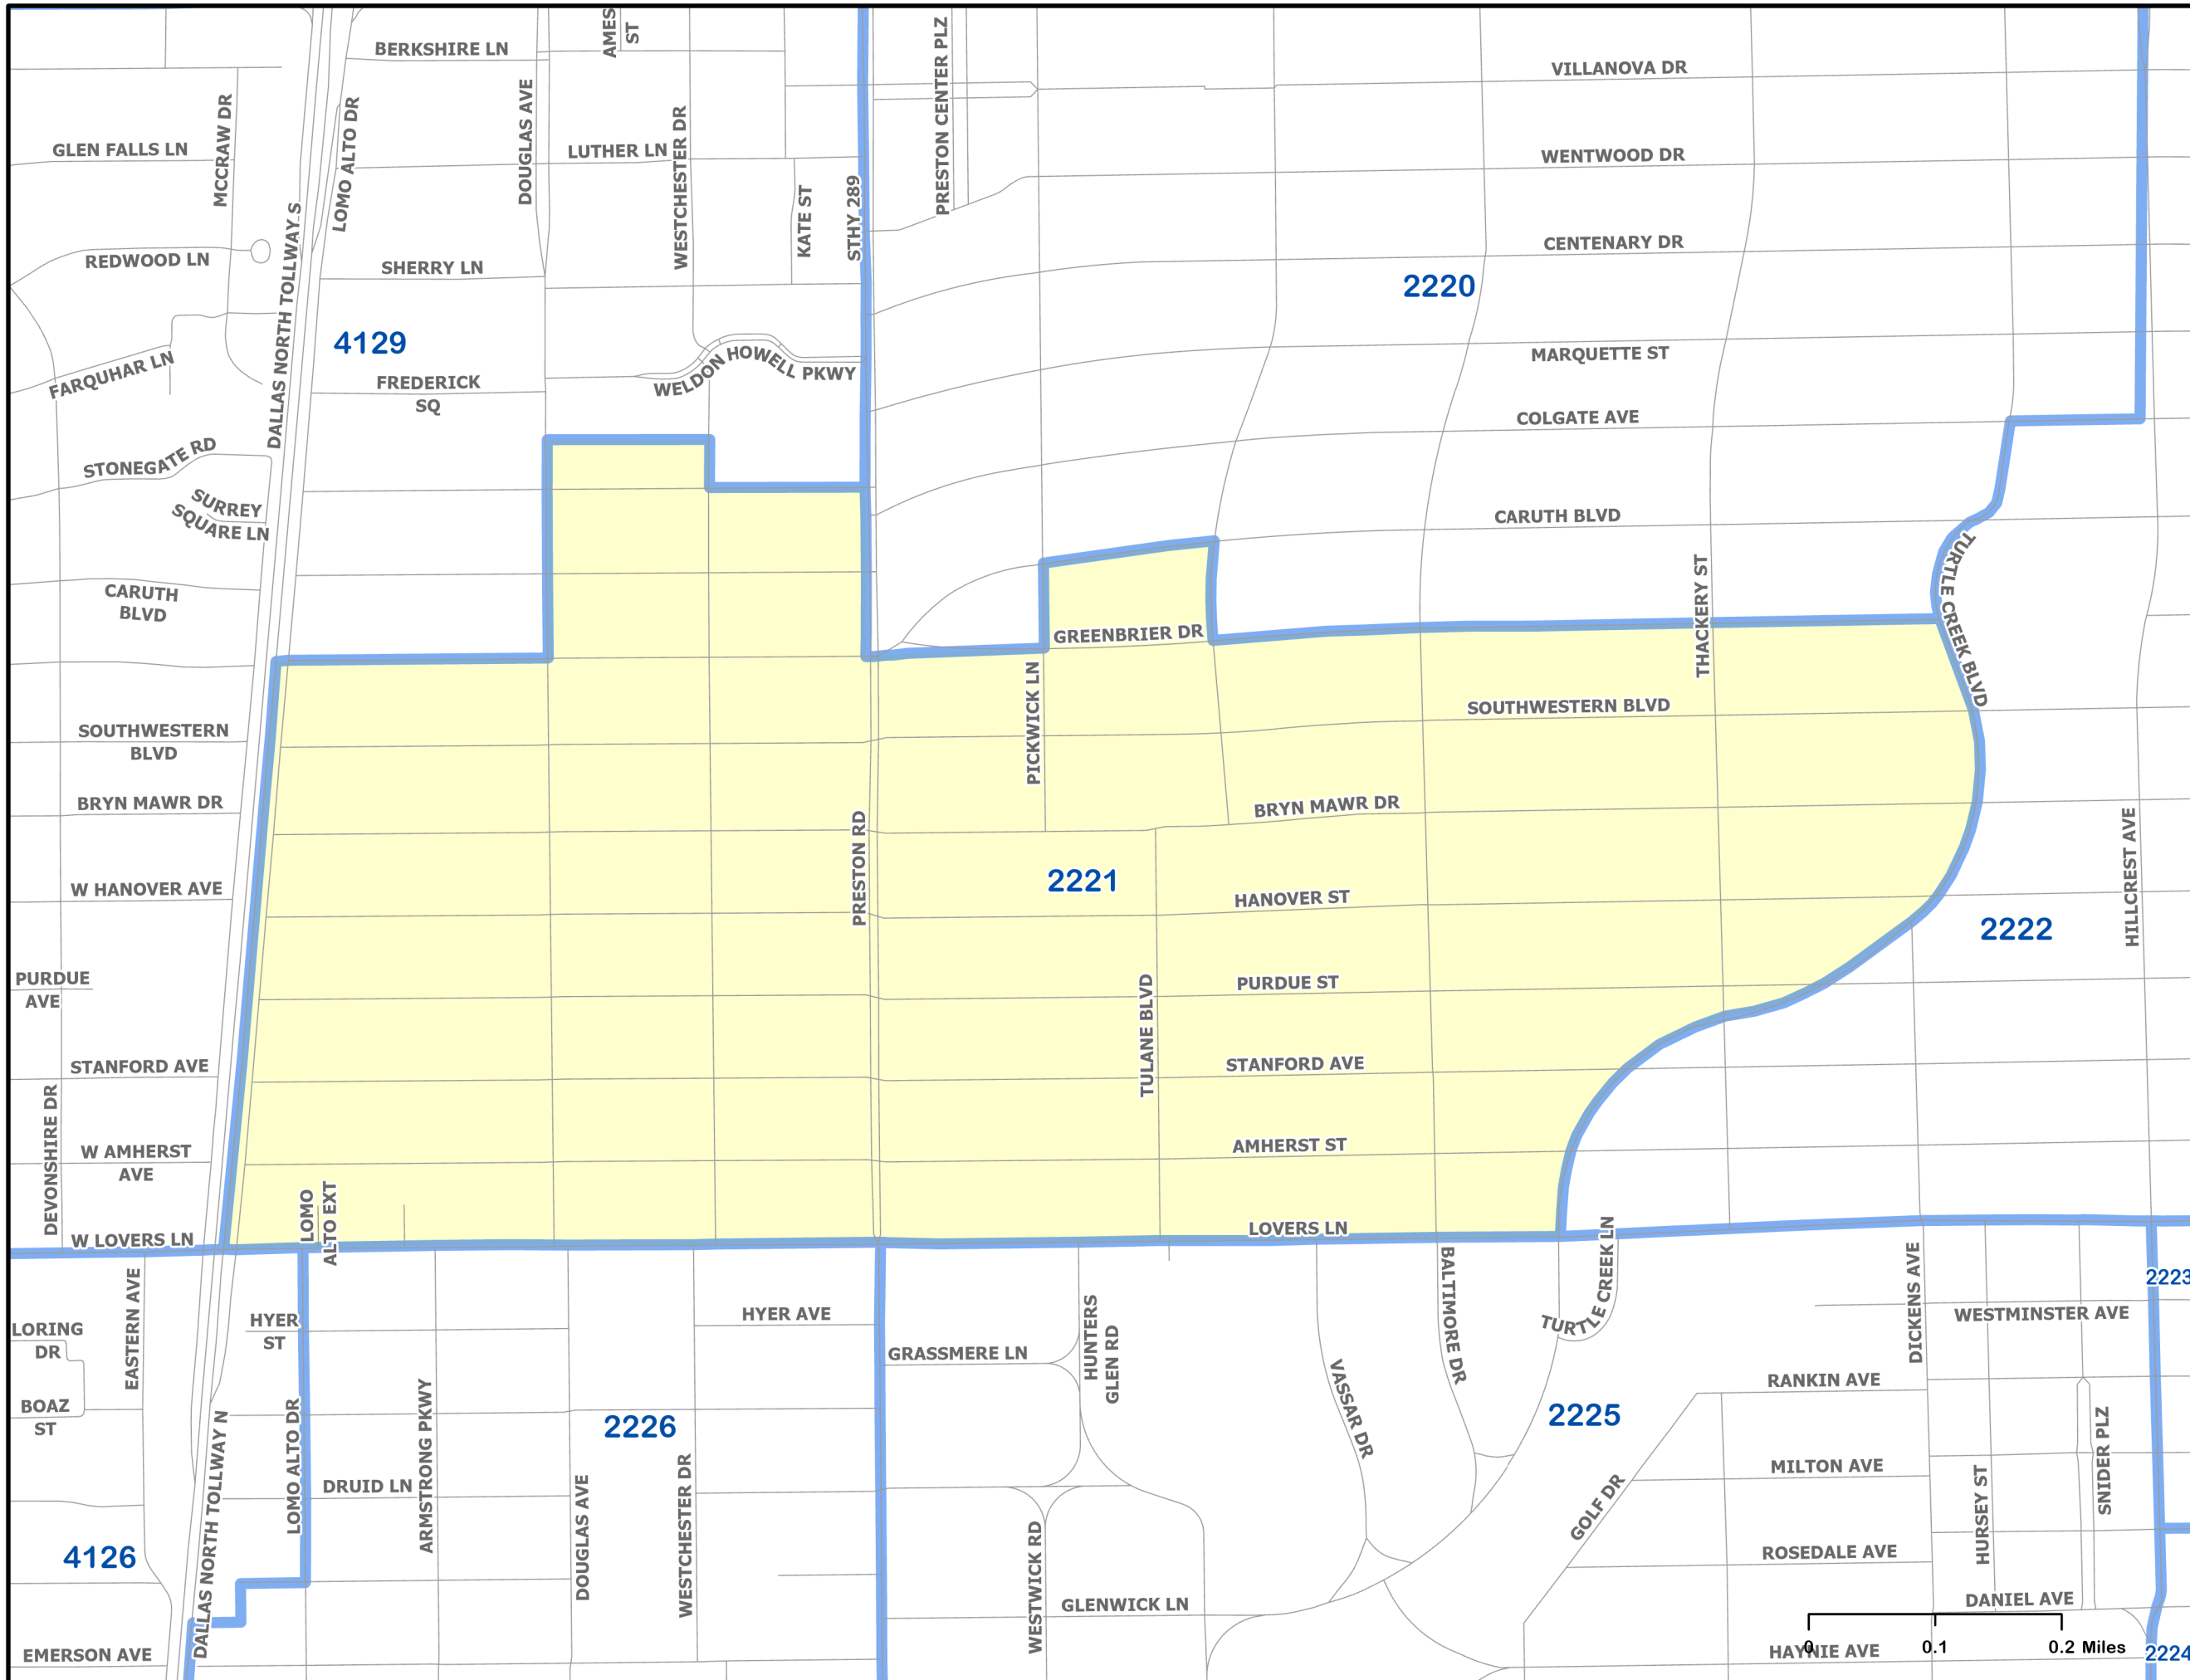 BERKSHIRE LN
AMES
ST
PRESTON CENTER PLZ
VILLANOVA DR
MCCRAW DR
LOMO ALTO DR
DOUGLAS AVE
WESTCHESTER DR
GLEN FALLS LN
LUTHER LN
WENTWOOD DR
KATE ST
STHY 289
DALLAS NORTH TOLLWAY S
REDWOOD LN
SHERRY LN
CENTENARY DR
2220
4129
FARQUHAR LN
FREDERICK
SQ
WELDON HOWELL PKWY
MARQUETTE ST
COLGATE AVE
STONEGATE RD
SURREY
SQUARE LN
CARUTH BLVD
CARUTH
BLVD
TURTLE CREEK BLVD
THACKERY ST
GREENBRIER DR
PICKWICK LN
SOUTHWESTERN
BLVD
SOUTHWESTERN BLVD
BRYN MAWR DR
BRYN MAWR DR
PRESTON RD
HILLCREST AVE
W HANOVER AVE
2221
HANOVER ST
2222
PURDUE
AVE
PURDUE ST
TULANE BLVD
STANFORD AVE
STANFORD AVE
DEVONSHIRE DR
W AMHERST
AVE
AMHERST ST
LOMO
ALTO EXT
W LOVERS LN
LOVERS LN
TURTLE CREEK LN
BALTIMORE DR
DICKENS AVE
2223
EASTERN AVE
HYER
ST
HYER AVE
HUNTERS
GLEN RD
WESTMINSTER AVE
LORING
DR
GRASSMERE LN
VASSAR DR
RANKIN AVE
BOAZ
ST
LOMO ALTO DR
ARMSTRONG PKWY
2226
2225
SNIDER PLZ
DALLAS NORTH TOLLWAY N
DRUID LN
DOUGLAS AVE
WESTCHESTER DR
GOLF DR
MILTON AVE
HURSEY ST
4126
WESTWICK RD
ROSEDALE AVE
GLENWICK LN
DANIEL AVE
EMERSON AVE
HAYNIE AVE
0
0.1
0.2 Miles
2224